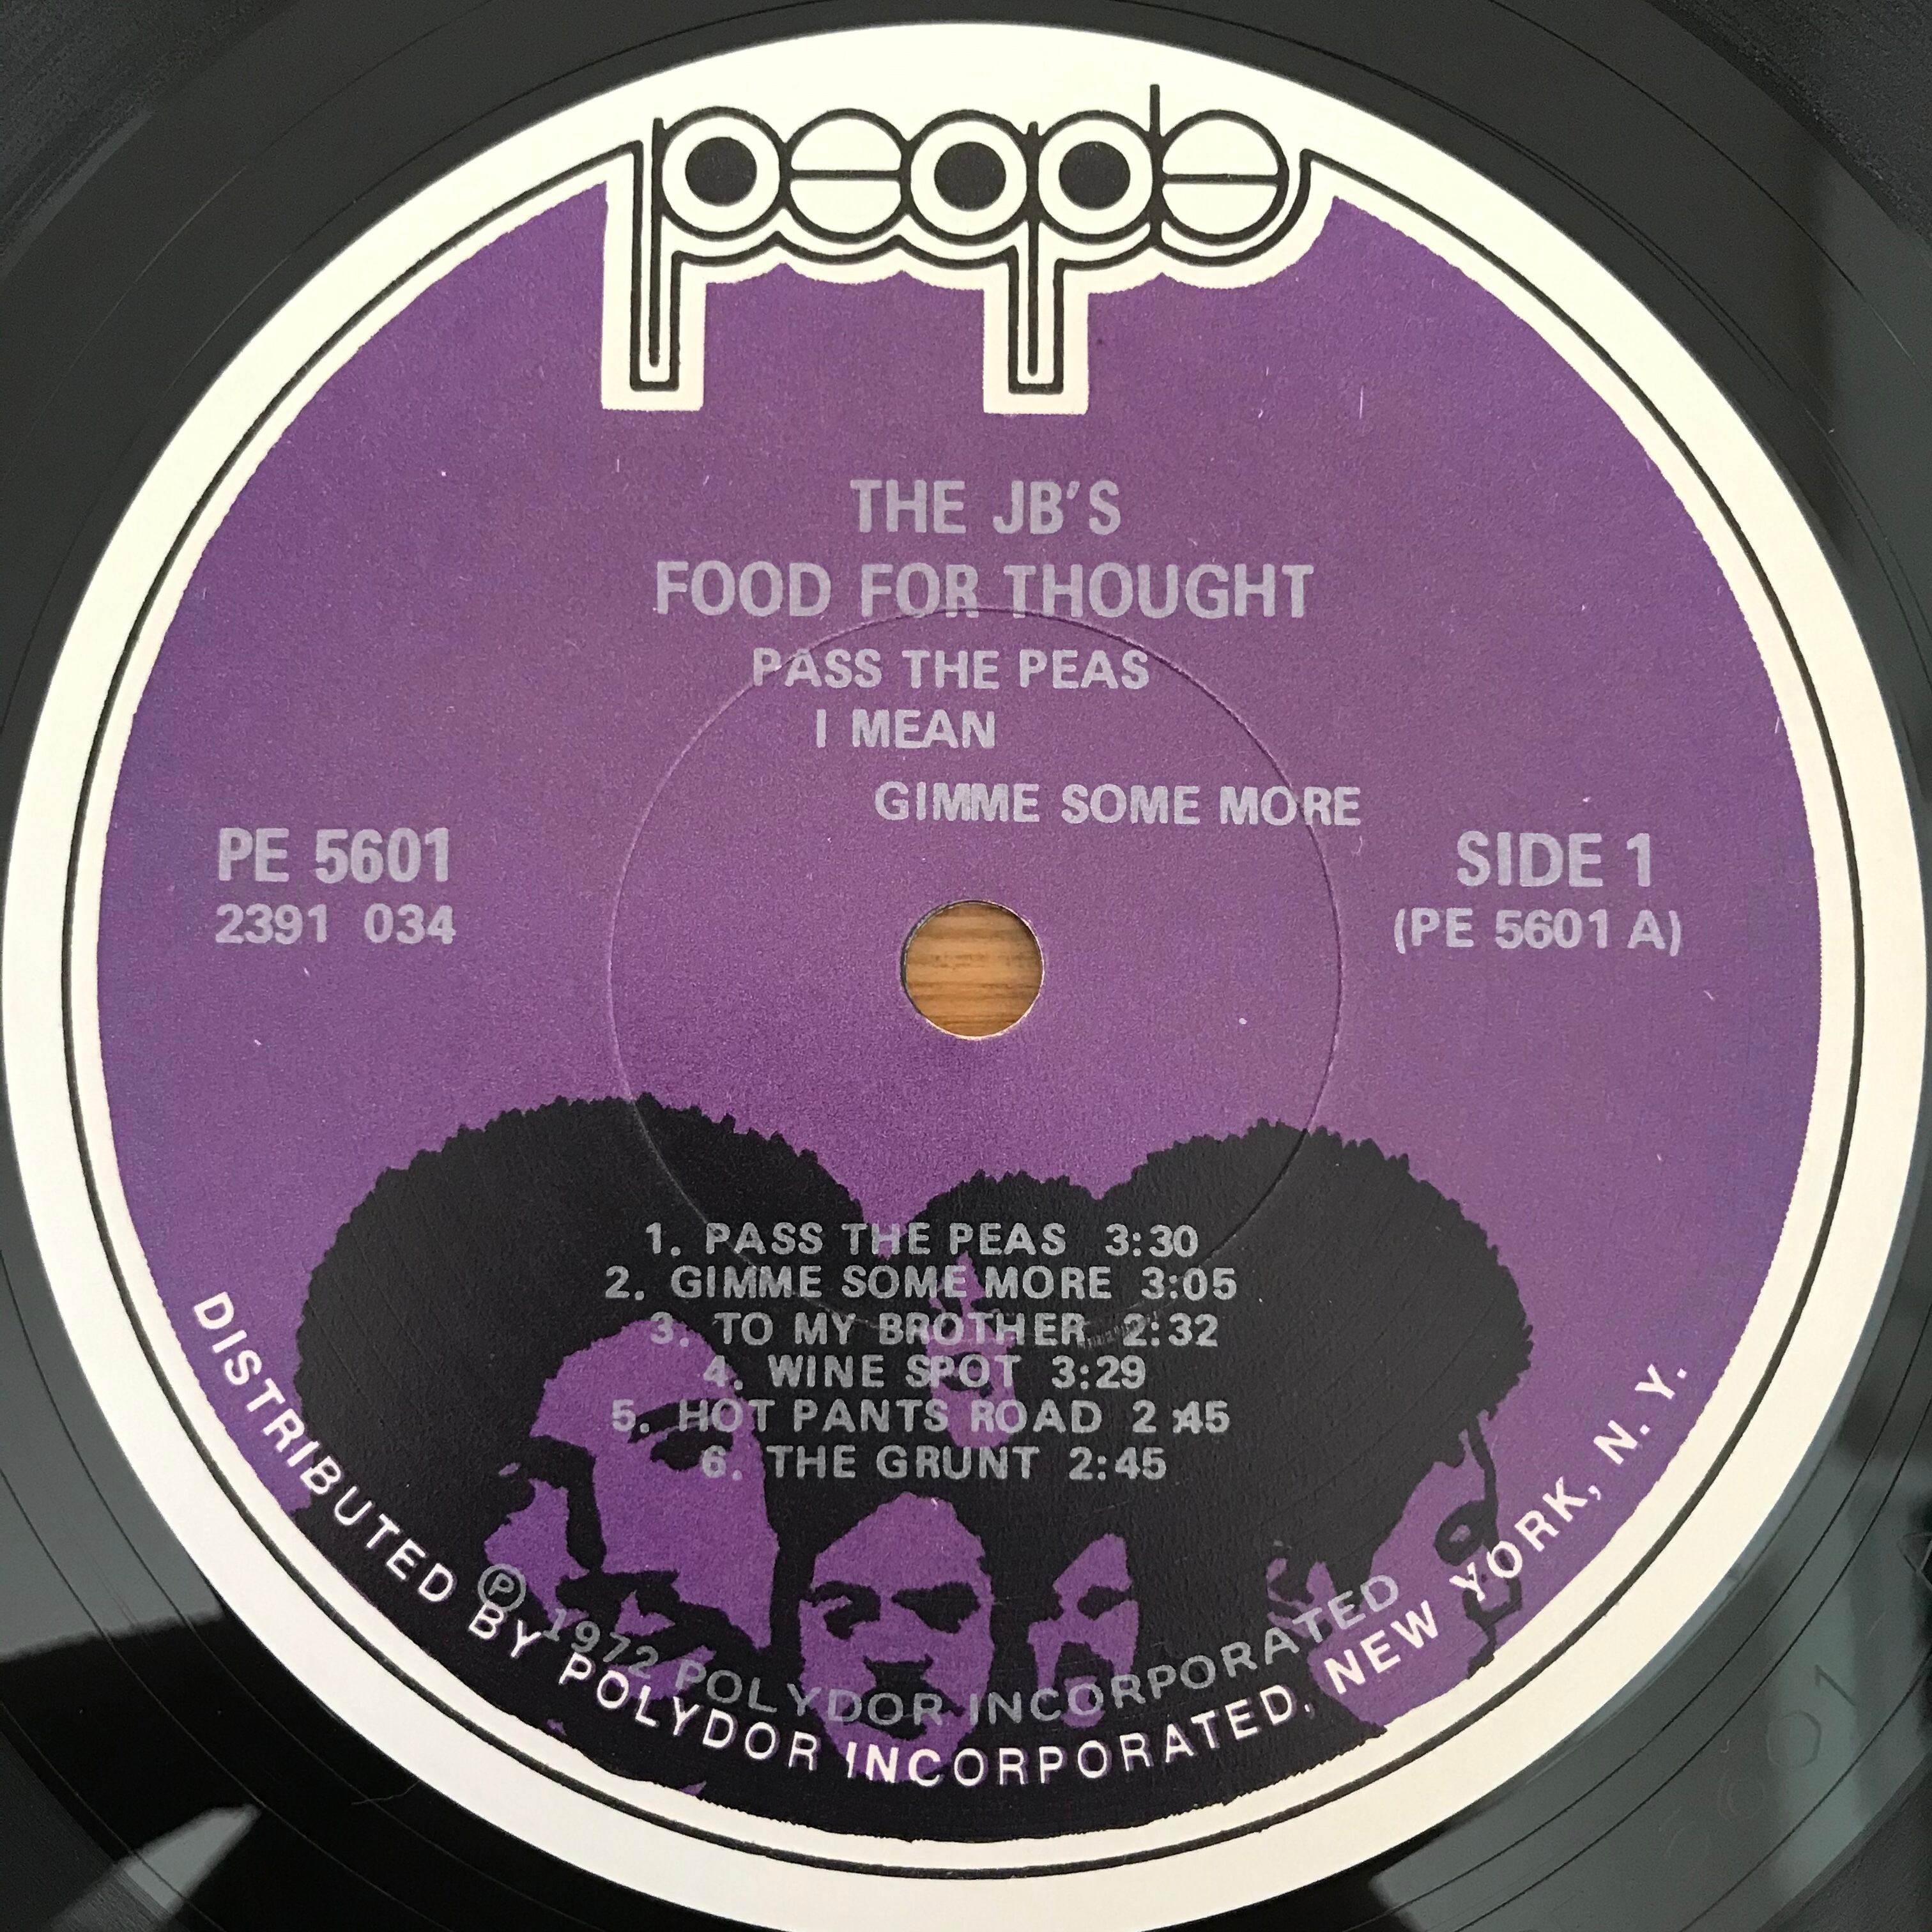 people
THE JB'S
FOOD FOR THOUGHT
PASS THE PEAS
I MEAN
GIMME SOME MORE
PE 5601
2391 034
SIDE 1
(PE 5601 A)
1. PASS THE PEAS 3:30
2. GIMME SOME MORE 3:05
3. TO MY BROTHER 2:32
4. WINE SPOT 3:29
5. HOT PANTS ROAD 2:45
6. THE GRUNT 2:45
Ⓟ 1972 POLYDOR INCORPORATED
DISTRIBUTED BY POLYDOR INCORPORATED, NEW YORK, N. Y.